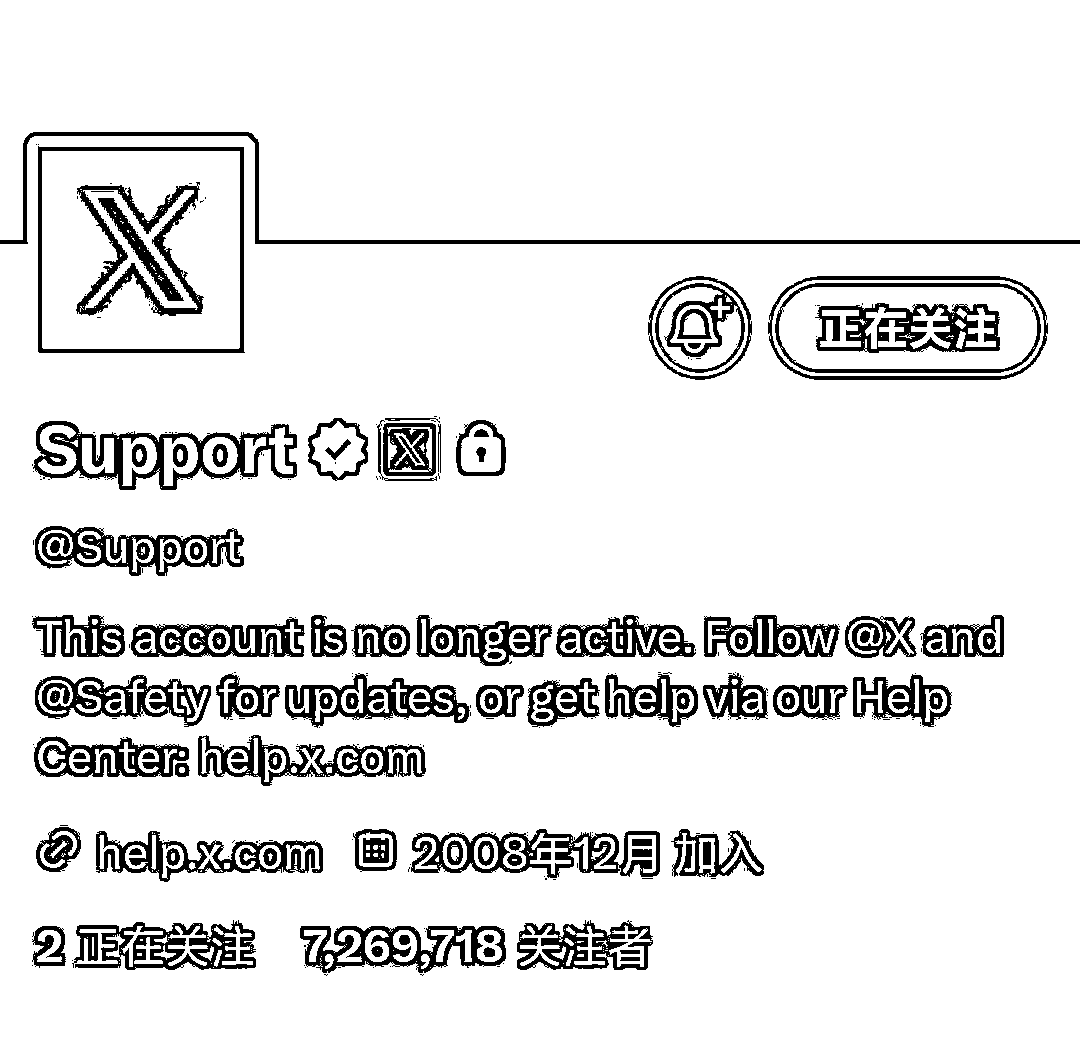 正在关注
Support
@Support
This account is no longer active. Follow @X and
@Safety for updates, or get help via our Help
Center: help.x.com
help.x.com 2008年12月 加入
2 正在关注 7,269,718 关注者